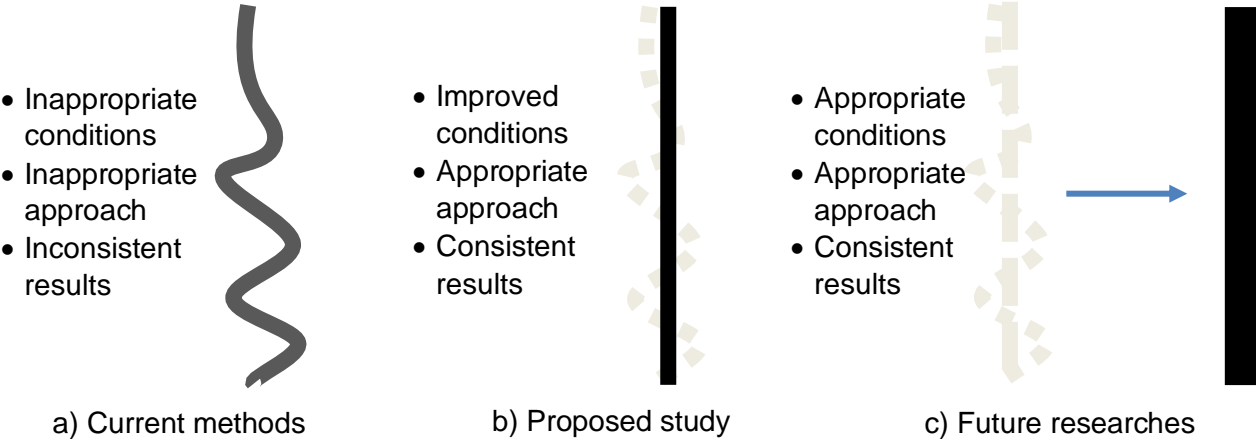 • Inappropriate
conditions
• Inappropriate
approach
• Inconsistent
results
a) Current methods
• Improved
conditions
• Appropriate
approach
• Consistent
results
b) Proposed study
• Appropriate
conditions
• Appropriate
approach
• Consistent
results
c) Future researches